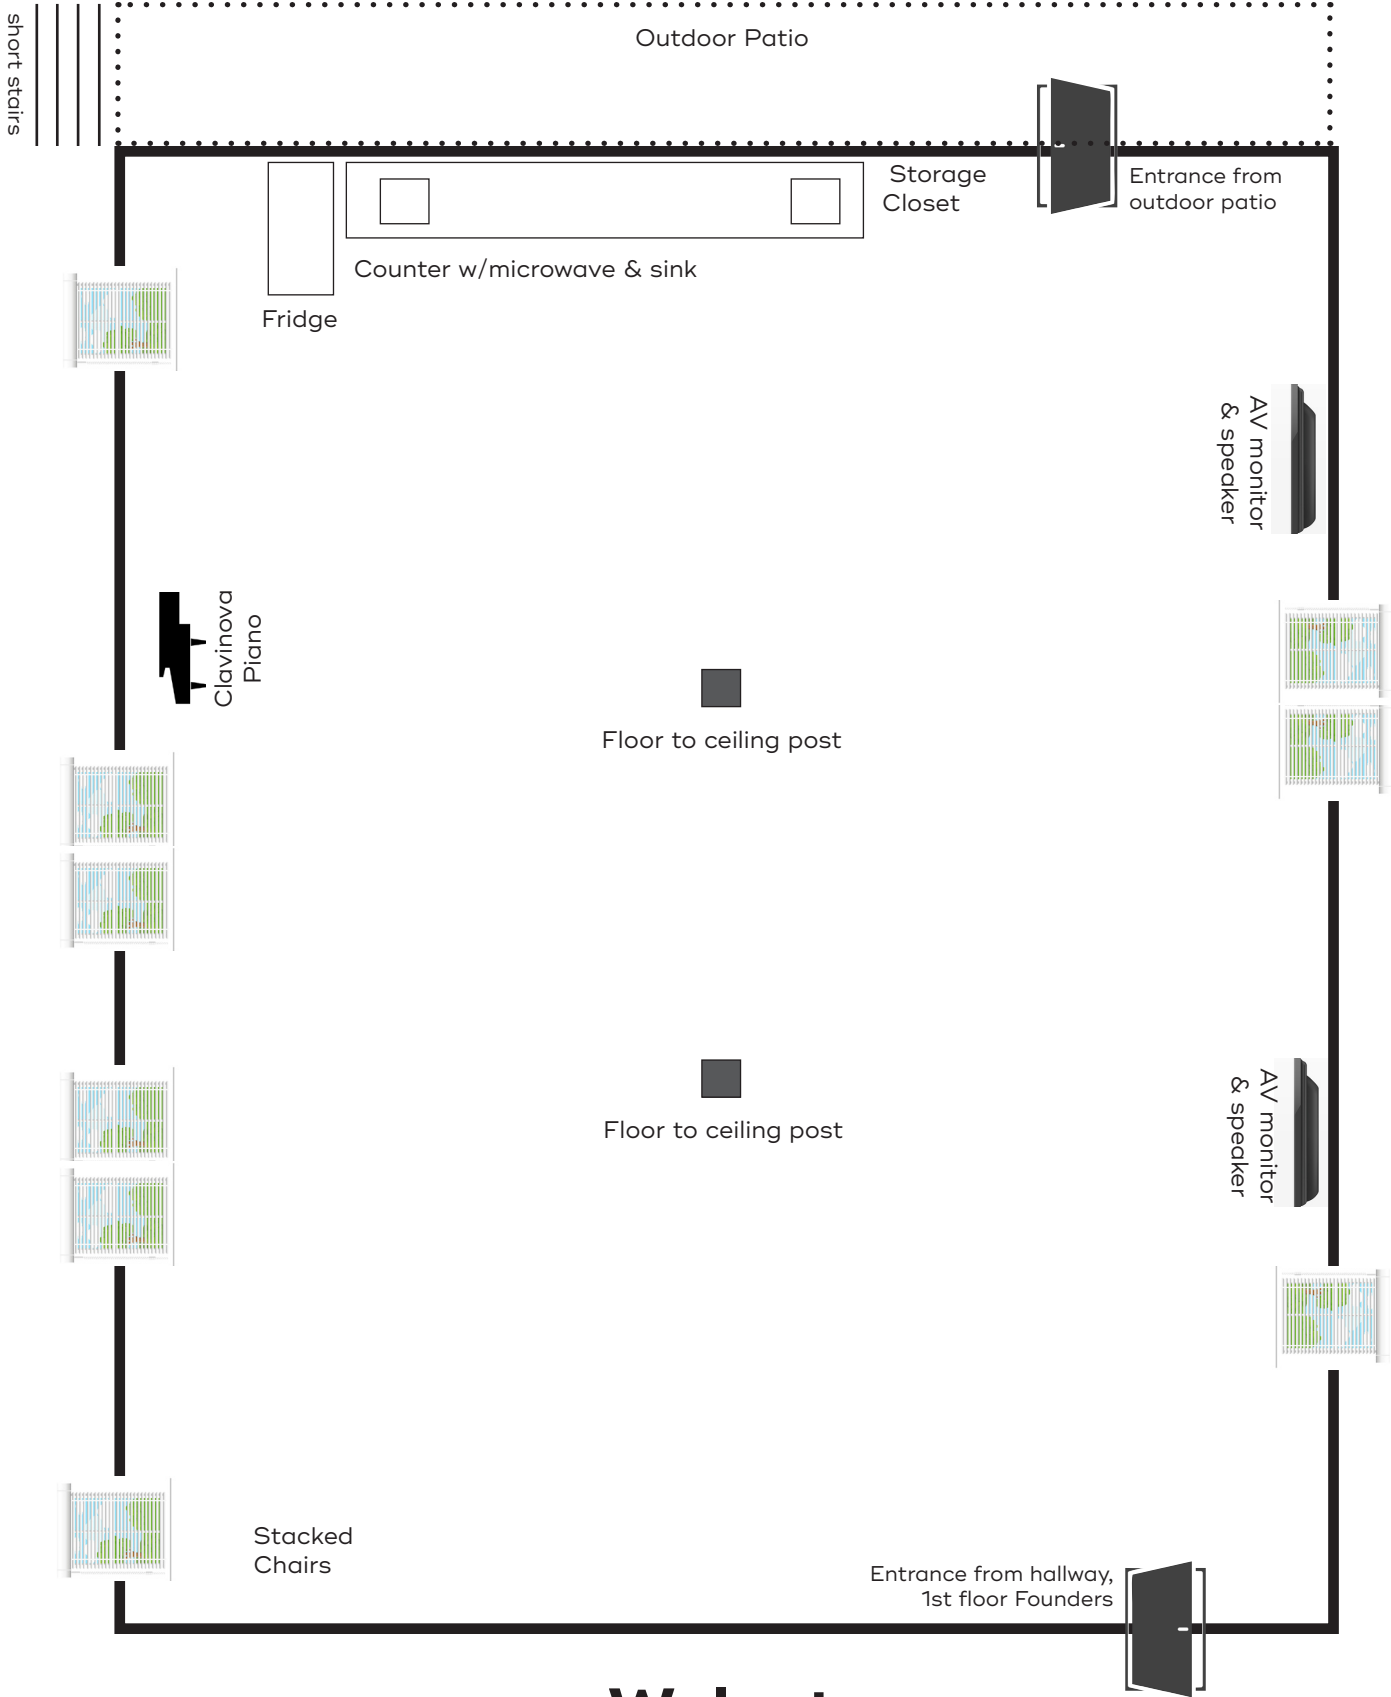 short stairs
Outdoor Patio
Storage
Closet
Entrance from
outdoor patio
Counter w/microwave & sink
Fridge
AV monitor
& speaker
Clavinova
Piano
Floor to ceiling post
Floor to ceiling post
AV monitor
& speaker
Stacked
Chairs
Entrance from hallway,
1st floor Founders